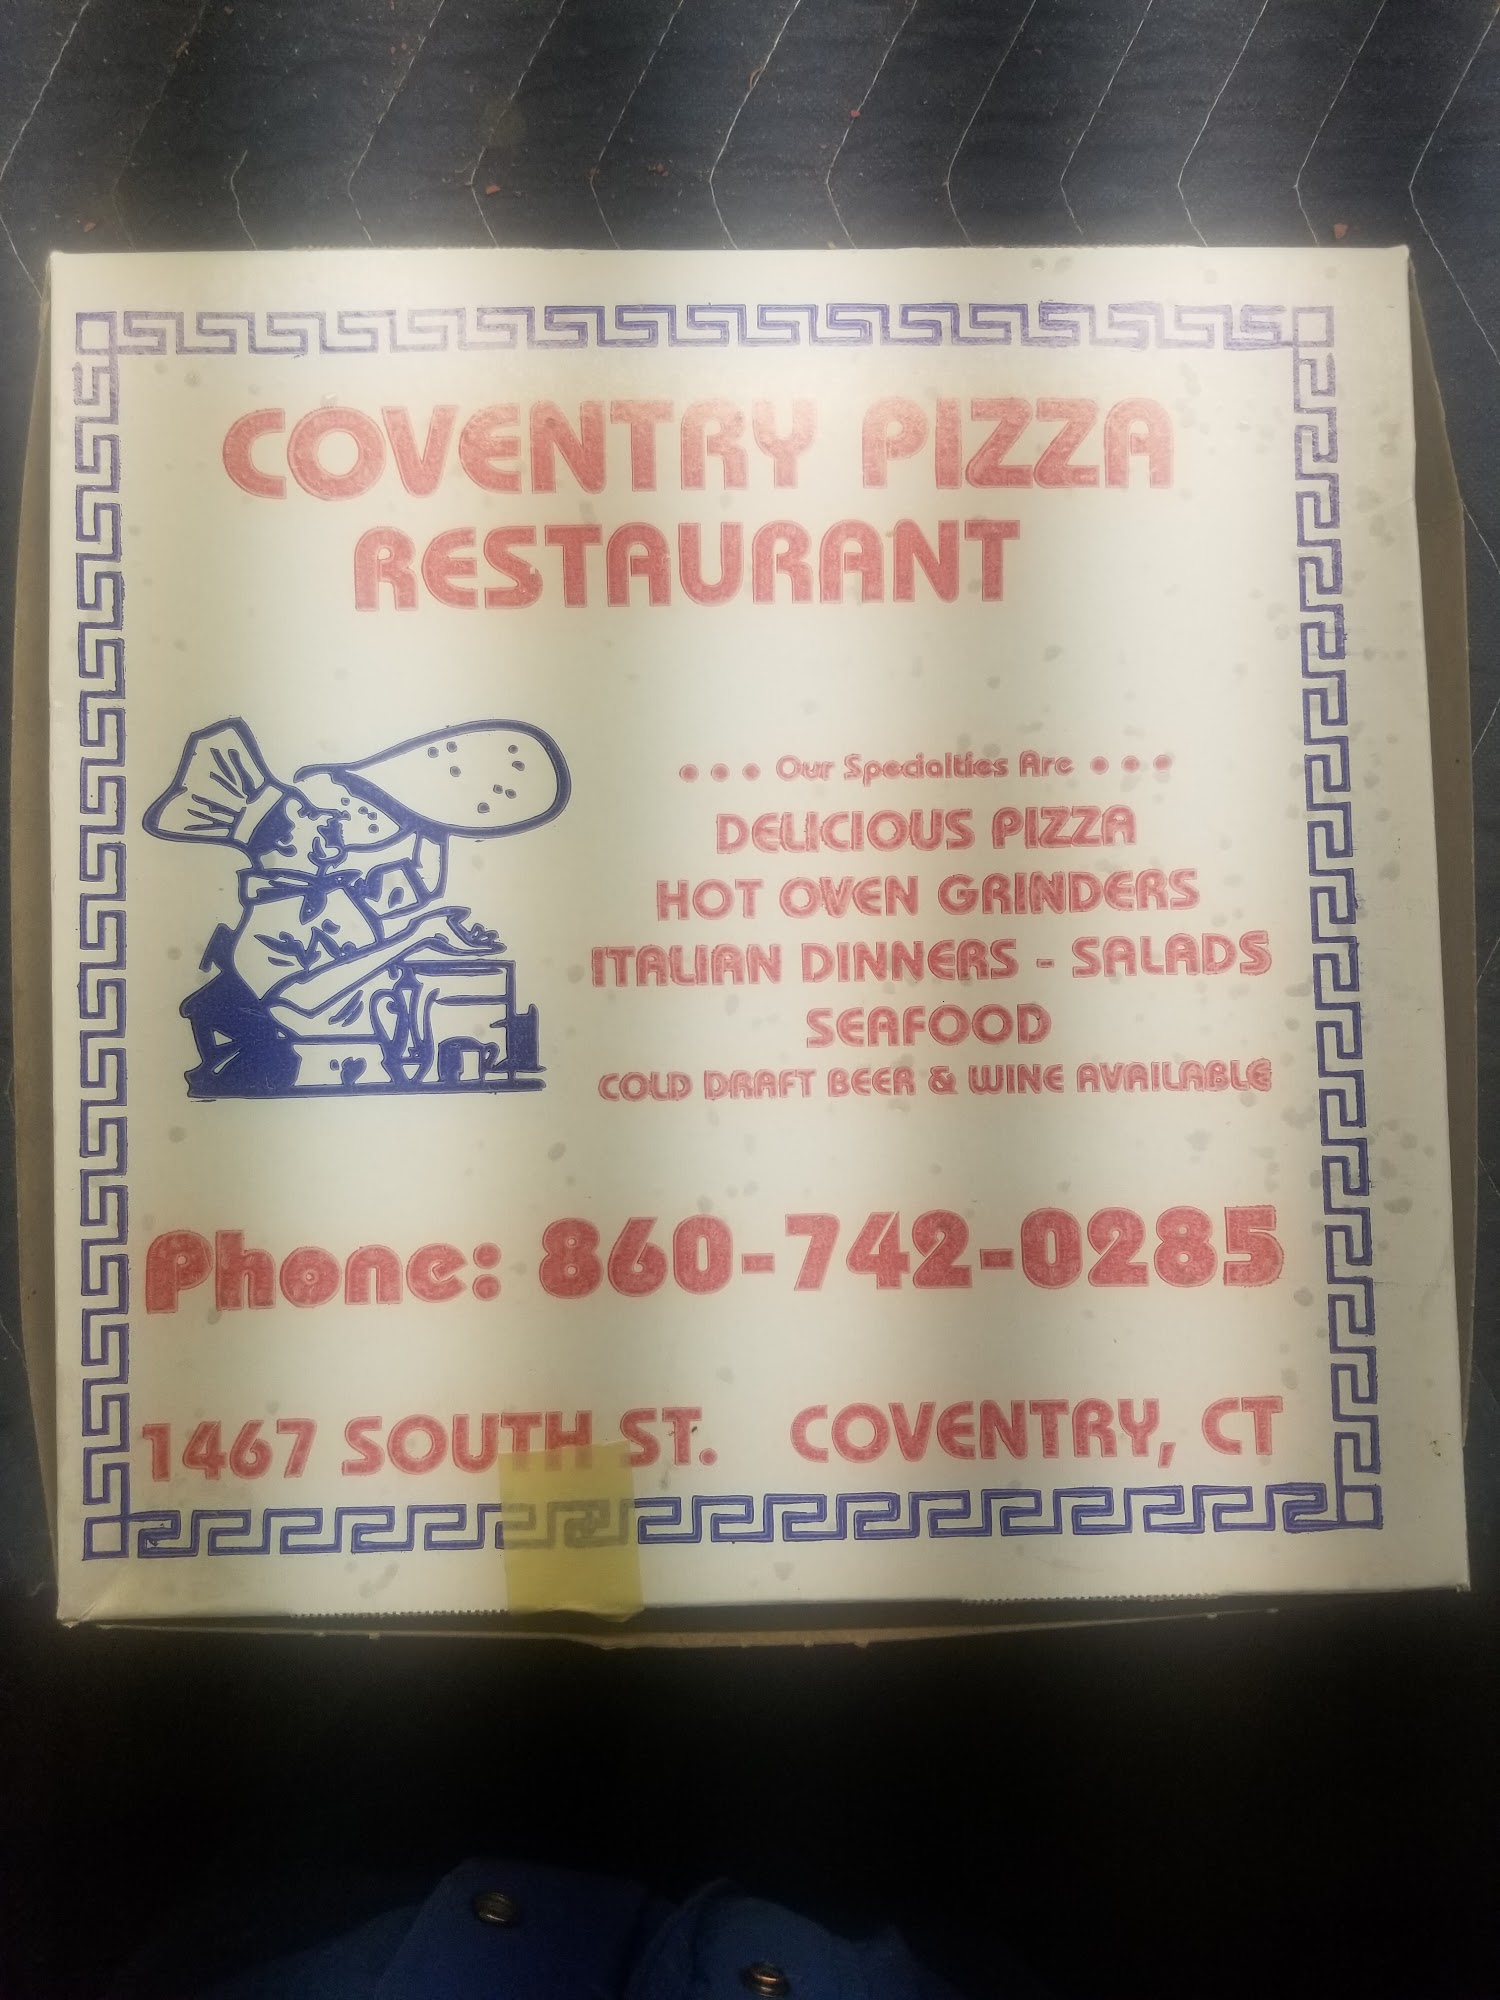 COVENTRY PIZZA
RESTAURANT
• • • Our Specialties Are • • •
DELICIOUS PIZZA
HOT OVEN GRINDERS
ITALIAN DINNERS - SALADS
SEAFOOD
COLD DRAFT BEER & WINE AVAILABLE
Phone: 860-742-0285
1467 SOUTH ST. COVENTRY, CT